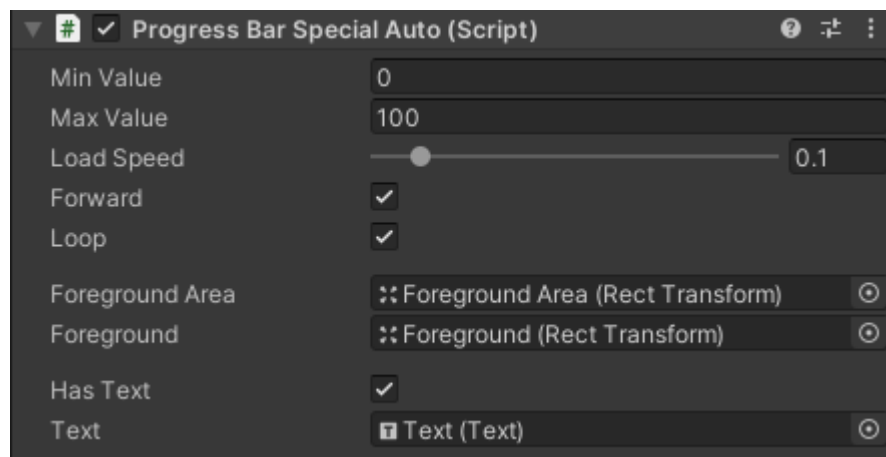 # Progress Bar Special Auto (Script)
Min Value 0
Max Value 100
Load Speed 0.1
Forward
Loop
Foreground Area Foreground Area (Rect Transform)
Foreground Foreground (Rect Transform)
Has Text
Text T Text (Text)